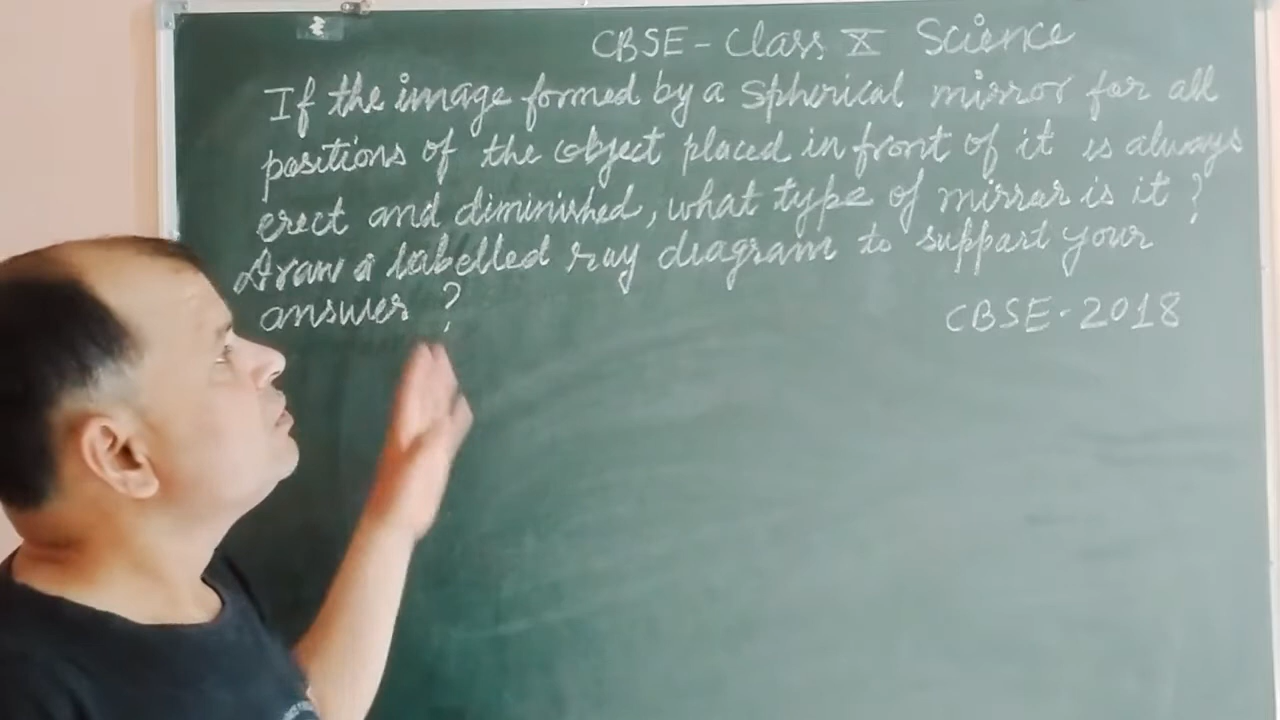 CBSE - Class X Science
If the image formed by a spherical mirror for all
positions of the object placed in front of it is always
erect and diminished, what type of mirror is it ?
Draw a labelled ray diagram to support your
answer ?
CBSE - 2018